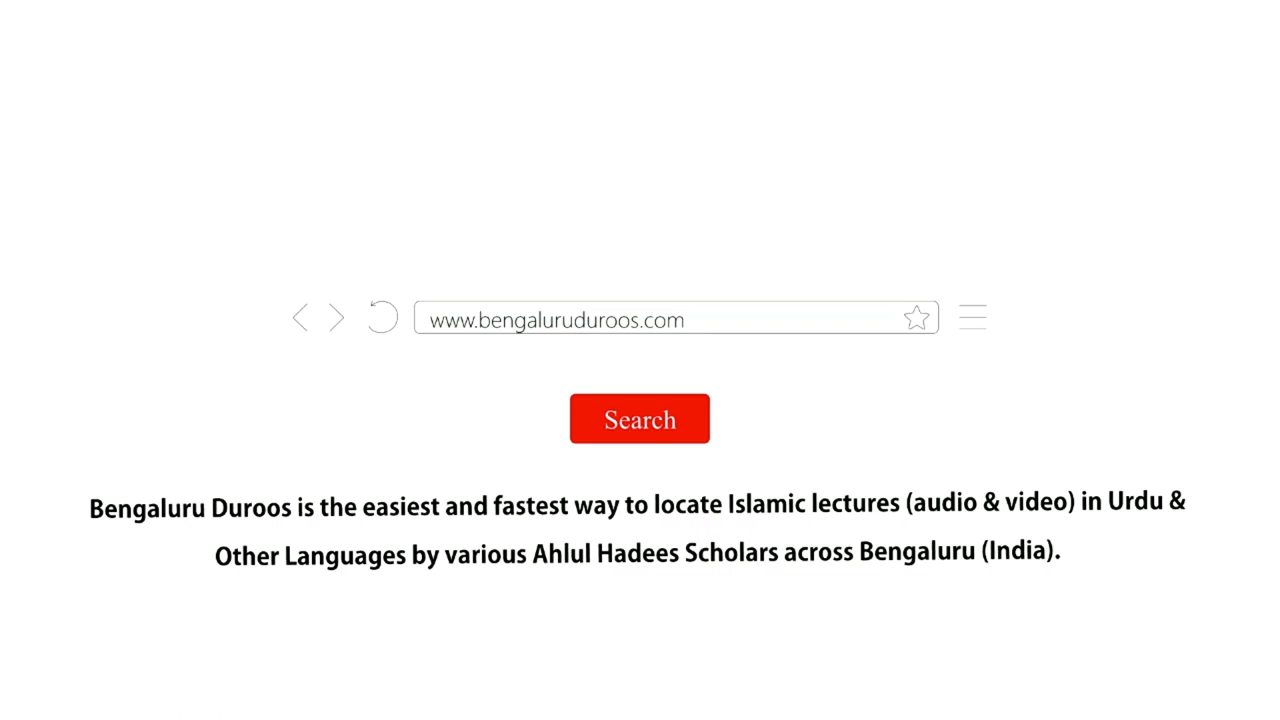 www.bengaluruduroos.com
Search
Bengaluru Duroos is the easiest and fastest way to locate Islamic lectures (audio & video) in Urdu &
Other Languages by various Ahlul Hadees Scholars across Bengaluru (India).